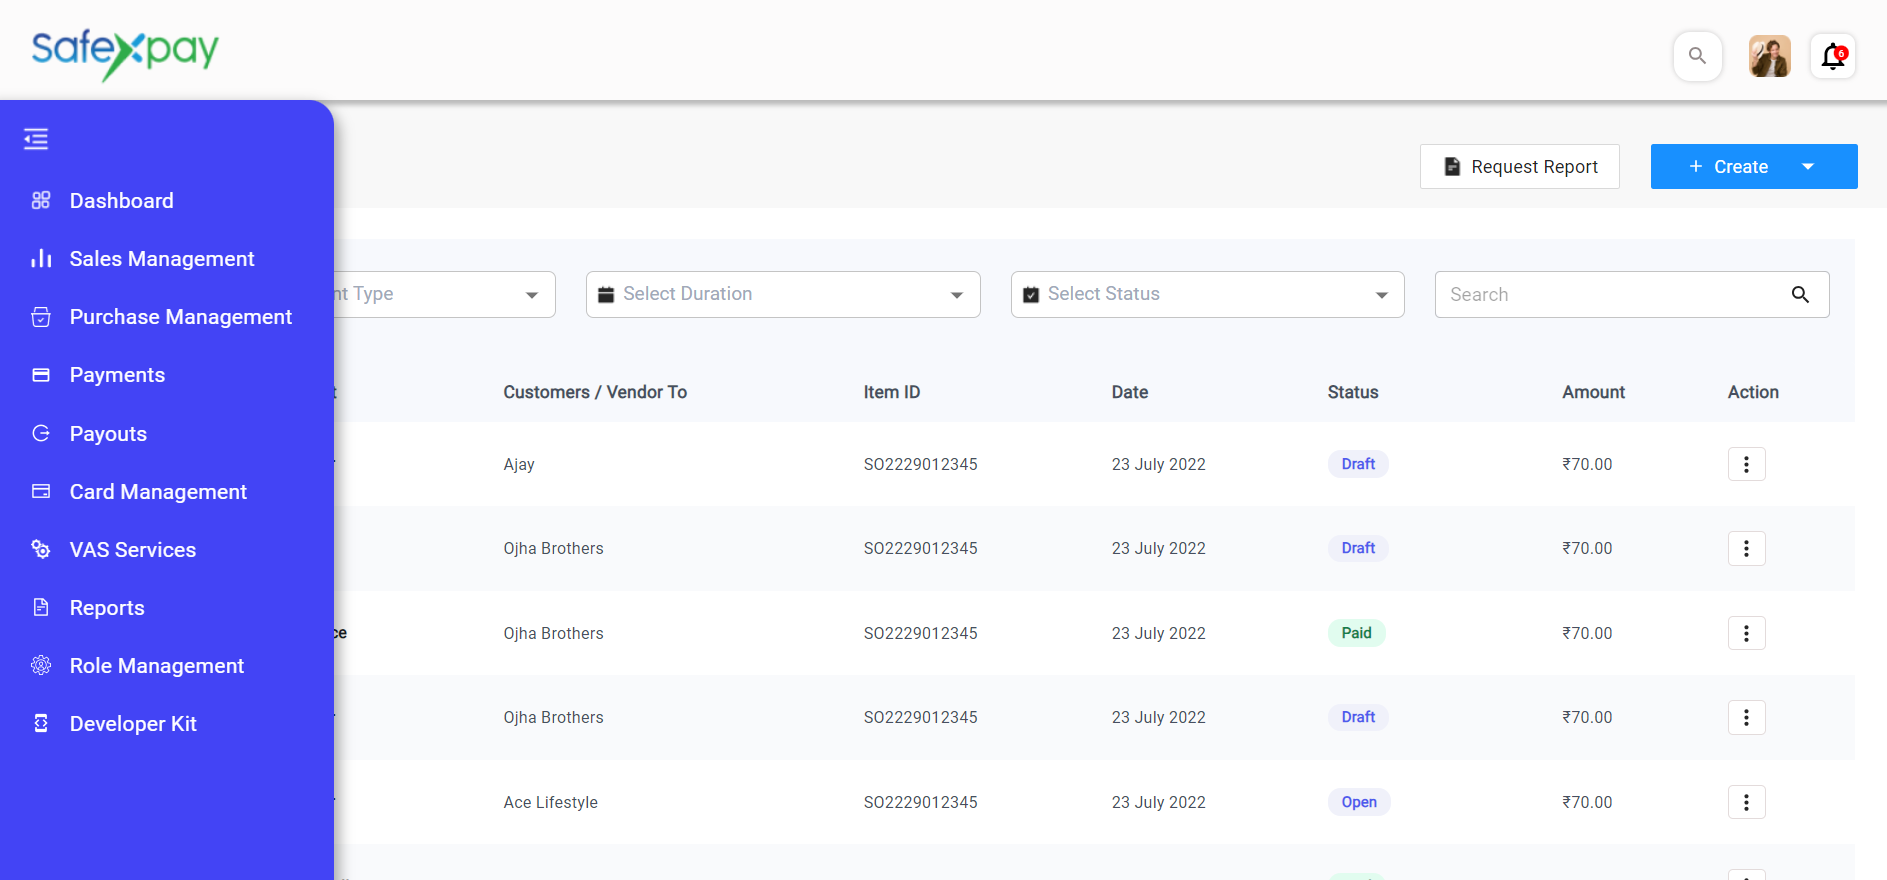 SafeXpay
6
Dashboard
Sales Management
Purchase Management
Payments
Payouts
Card Management
VAS Services
Reports
Role Management
Developer Kit
Request Report
+ Create
Type
Select Duration
Select Status
Search
Customers / Vendor To Item ID Date Status Amount Action
Ajay SO2229012345 23 July 2022 Draft ₹70.00
Ojha Brothers SO2229012345 23 July 2022 Draft ₹70.00
Ojha Brothers SO2229012345 23 July 2022 Paid ₹70.00
Ojha Brothers SO2229012345 23 July 2022 Draft ₹70.00
Ace Lifestyle SO2229012345 23 July 2022 Open ₹70.00